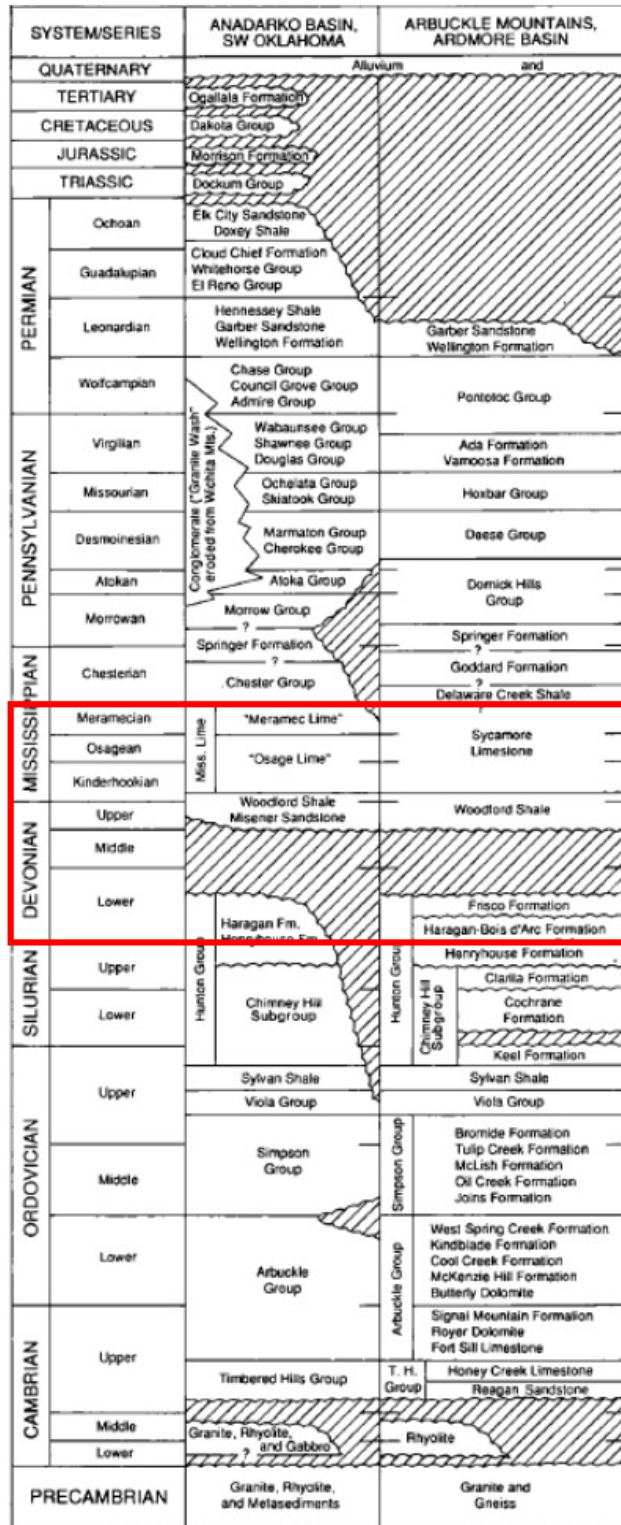 SYSTEM/SERIES
ANADARKO BASIN,
SW OKLAHOMA
ARBUCKLE MOUNTAINS,
ARDMORE BASIN
QUATERNARY
Alluvium and
TERTIARY
Ogallala Formation
CRETACEOUS
Dakota Group
JURASSIC
Morrison Formation
TRIASSIC
Dockum Group
PERMIAN
Ochoan
Elk City Sandstone
Doxey Shale
Guadalupian
Cloud Chief Formation
Whitehorse Group
El Reno Group
Leonardian
Hennessey Shale
Garber Sandstone
Wellington Formation
Garber Sandstone
Wellington Formation
Wolfcampian
Chase Group
Council Grove Group
Admire Group
Pontotoc Group
Conglomerate ("Granite Wash"
eroded from Wichita Mts.)
PENNSYLVANIAN
Virgilian
Wabaunsee Group
Shawnee Group
Douglas Group
Ada Formation
Vamoosa Formation
Missourian
Ochelata Group
Skiatook Group
Hoxbar Group
Desmoinesian
Marmaton Group
Cherokee Group
Deese Group
Atokan
Atoka Group
Dornick Hills
Group
Morrowan
Morrow Group
?
Springer Formation
?
Springer Formation
?
MISSISSIPPIAN
Chesterian
Chester Group
Goddard Formation
?
Delaware Creek Shale
?
Meramecian
Miss. Lime
"Meramec Lime"
Sycamore
Limestone
Osagean
"Osage Lime"
Kinderhookian
DEVONIAN
Upper
Woodford Shale
Misener Sandstone
Woodford Shale
Middle
Lower
Hunton Group
Haragan Fm.
Henryhouse Fm.
Hunton Group
Frisco Formation
Haragan-Bois d'Arc Formation
SILURIAN
Upper
Henryhouse Formation
Lower
Chimney Hill
Subgroup
Chimney Hill
Subgroup
Clarita Formation
Cochrane
Formation
Keel Formation
ORDOVICIAN
Upper
Sylvan Shale
Sylvan Shale
Viola Group
Viola Group
Middle
Simpson
Group
Simpson Group
Bromide Formation
Tulip Creek Formation
McLish Formation
Oil Creek Formation
Joins Formation
Lower
Arbuckle
Group
Arbuckle Group
West Spring Creek Formation
Kindblade Formation
Cool Creek Formation
McKenzie Hill Formation
Butterly Dolomite
CAMBRIAN
Upper
Signal Mountain Formation
Royer Dolomite
Fort Sill Limestone
Timbered Hills Group
T. H.
Group
Honey Creek Limestone
Reagan Sandstone
Middle
Granite, Rhyolite,
and Gabbro
Rhyolite
Lower
?
PRECAMBRIAN
Granite, Rhyolite,
and Metasediments
Granite and
Gneiss